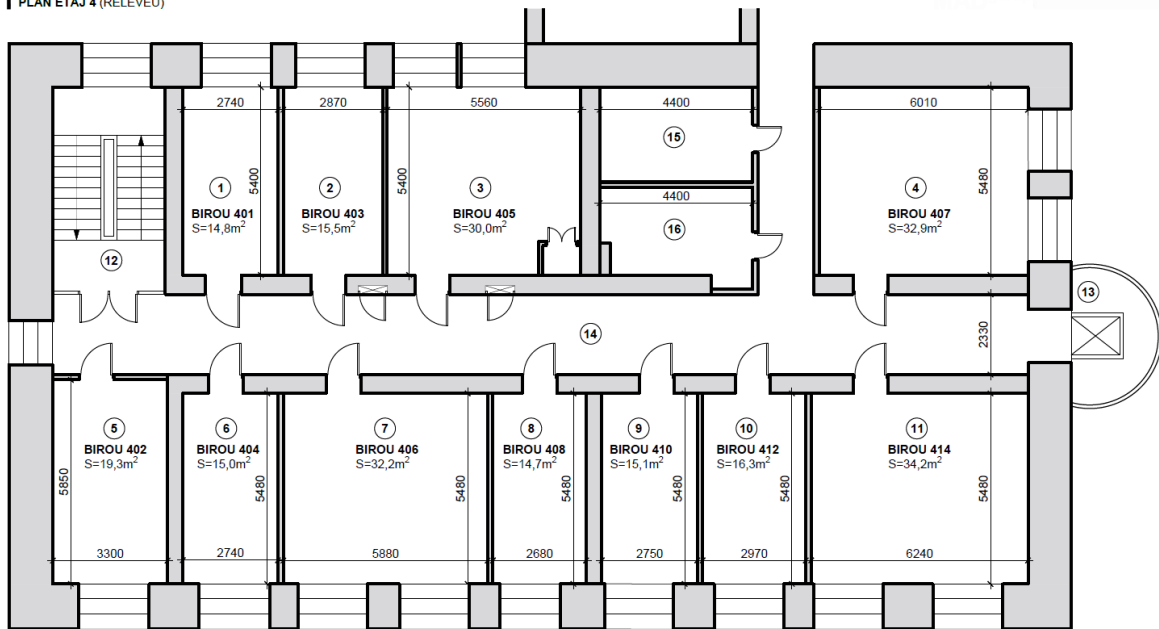 PLAN ETAJ 4 (RELEVEU)
2740
2870
5560
4400
6010
15
1
BIROU 401
S=14,8m²
5400
2
BIROU 403
S=15,5m²
5400
3
BIROU 405
S=30,0m²
4400
16
4
BIROU 407
S=32,9m²
5480
12
13
14
2330
5
BIROU 402
S=19,3m²
5850
3300
6
BIROU 404
S=15,0m²
5480
2740
7
BIROU 406
S=32,2m²
5480
5880
8
BIROU 408
S=14,7m²
5480
2680
9
BIROU 410
S=15,1m²
5480
2750
10
BIROU 412
S=16,3m²
5480
2970
11
BIROU 414
S=34,2m²
5480
6240